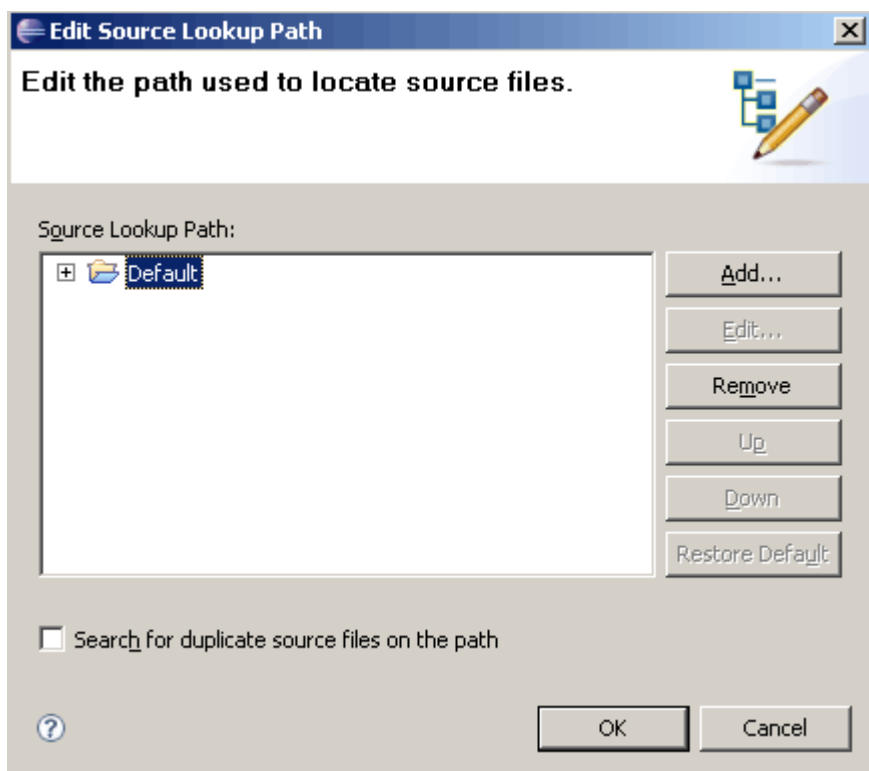 Edit Source Lookup Path
Edit the path used to locate source files.
Source Lookup Path:
Default
Add...
Edit...
Remove
Up
Down
Restore Default
Search for duplicate source files on the path
?
OK
Cancel